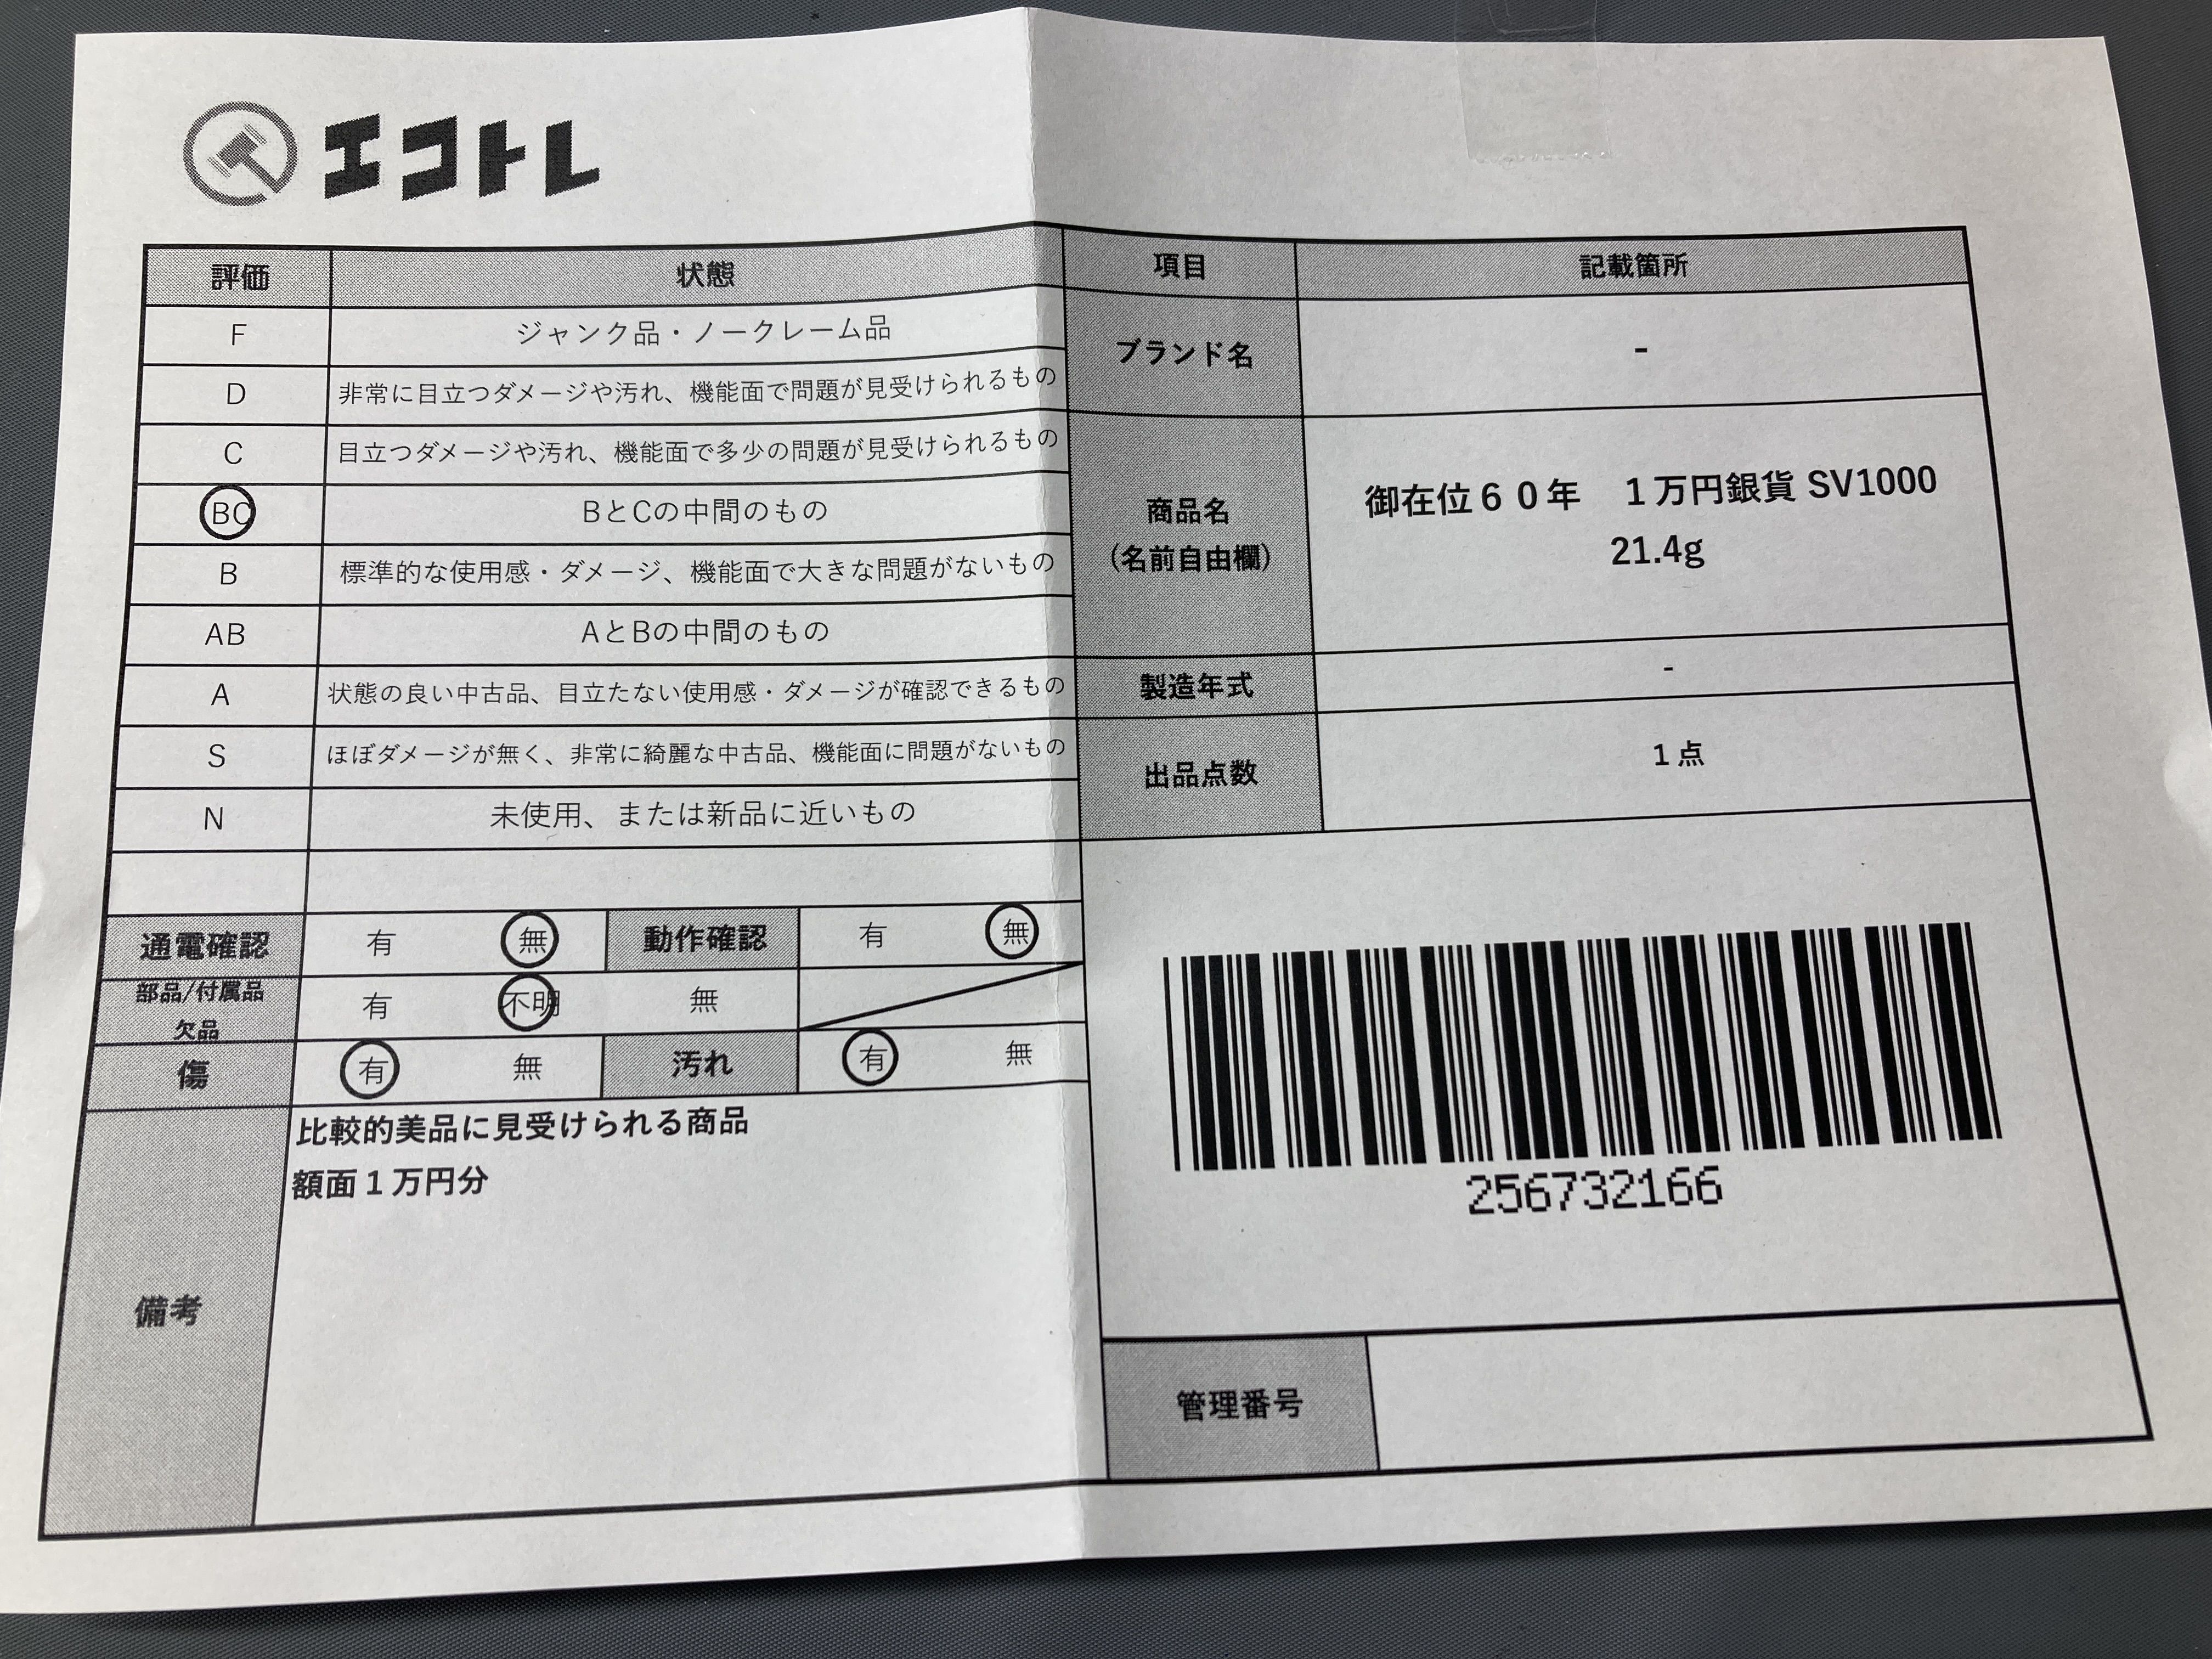 エコトレ
評価 状態
F ジャンク品・ノークレーム品
D 非常に目立つダメージや汚れ、機能面で問題が見受けられるもの
C 目立つダメージや汚れ、機能面で多少の問題が見受けられるもの
BC BとCの中間のもの
B 標準的な使用感・ダメージ、機能面で大きな問題がないもの
AB AとBの中間のもの
A 状態の良い中古品、目立たない使用感・ダメージが確認できるもの
S ほぼダメージが無く、非常に綺麗な中古品、機能面に問題がないもの
N 未使用、または新品に近いもの
通電確認 有 無 動作確認 有 無
部品/付属品
欠品 有 不明 無
傷 有 無 汚れ 有 無
備考
比較的美品に見受けられる商品
額面１万円分
項目 記載箇所
ブランド名 -
商品名
（名前自由欄）
御在位６０年　１万円銀貨 SV1000
21.4g
製造年式 -
出品点数 １点
256732166
管理番号